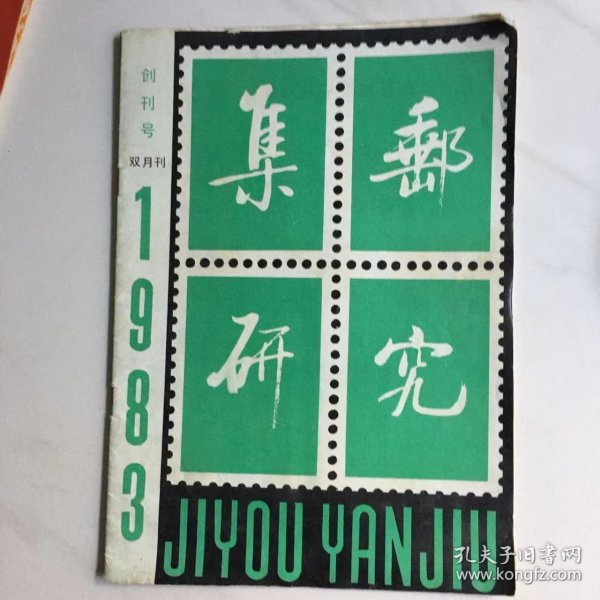 创刊号
双月刊
1983
集郵
研究
JIYOU YANJIU
孔夫子旧书网
www.kongfz.com